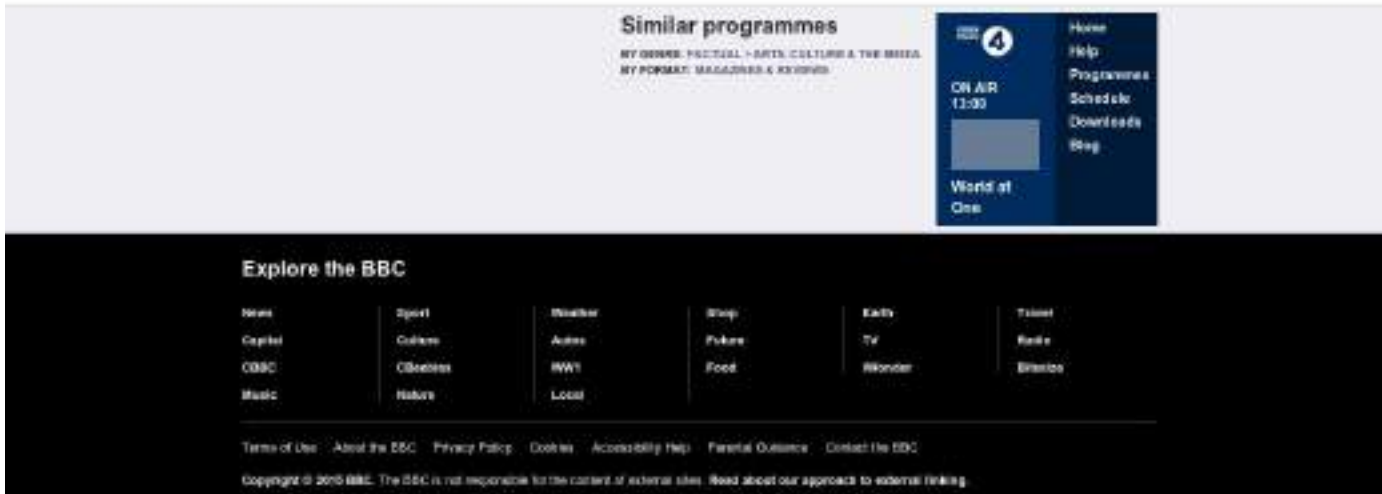 Similar programmes
BY GENRE: FACTUAL > ARTS, CULTURE & THE MEDIA
BY FORMAT: MAGAZINES & REVIEWS
4
ON AIR
13:00
World at
One
Home
Help
Programmes
Schedule
Downloads
Blog
Explore the BBC
News Sport Weather Shop Earth Travel
Capital Culture Autos Future TV Radio
CBBC CBeebies WW1 Food iWonder Bitesize
Music Nature Local
Terms of Use About the BBC Privacy Policy Cookies Accessibility Help Parental Guidance Contact the BBC
Copyright © 2015 BBC. The BBC is not responsible for the content of external sites. Read about our approach to external linking.